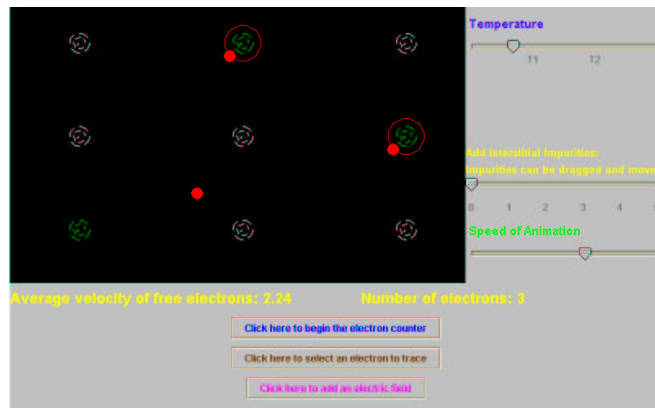 Temperature
T1 T2
Add Interstitial Impurities:
Impurities can be dragged and move
0 1 2 3 4
Speed of Animation
Average velocity of free electrons: 2.24 Number of electrons: 3
Click here to begin the electron counter
Click here to select an electron to trace
Click here to add an electric field